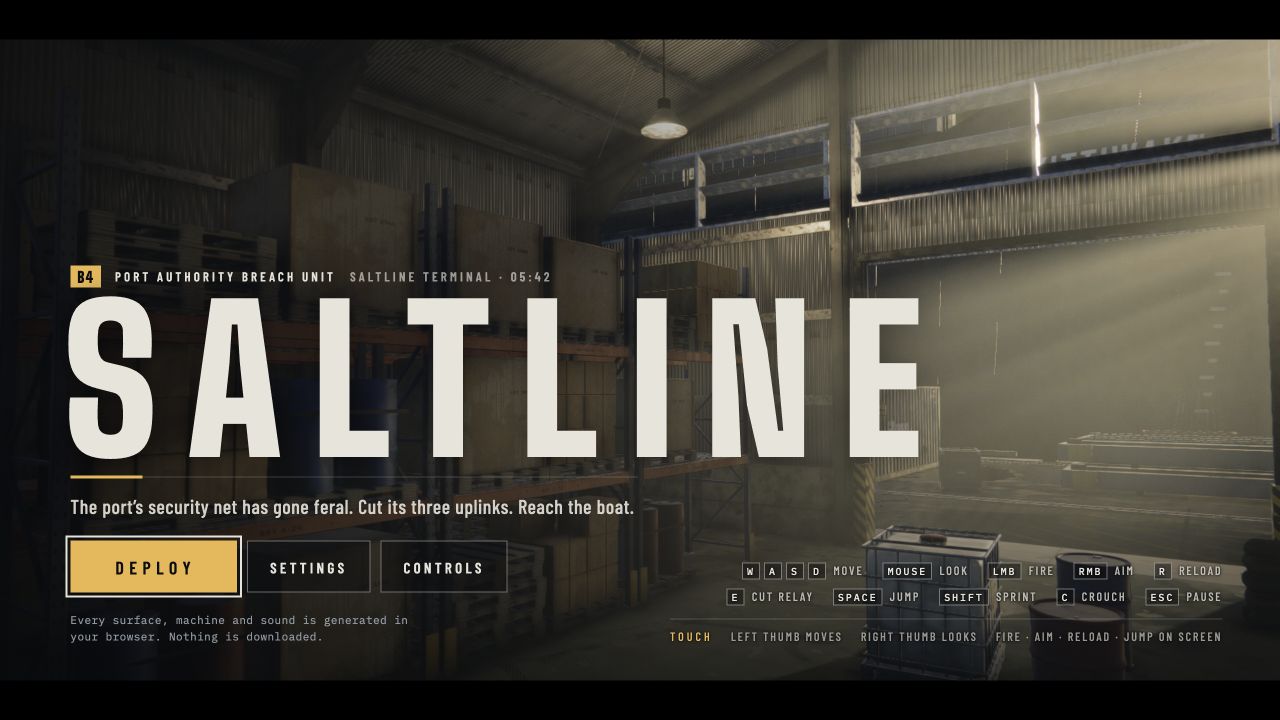 B4 PORT AUTHORITY BREACH UNIT SALTLINE TERMINAL · 05:42
SALTLINE
The port’s security net has gone feral. Cut its three uplinks. Reach the boat.
DEPLOY SETTINGS CONTROLS
Every surface, machine and sound is generated in
your browser. Nothing is downloaded.
W A S D MOVE MOUSE LOOK LMB FIRE RMB AIM R RELOAD
E CUT RELAY SPACE JUMP SHIFT SPRINT C CROUCH ESC PAUSE
TOUCH LEFT THUMB MOVES RIGHT THUMB LOOKS FIRE · AIM · RELOAD · JUMP ON SCREEN